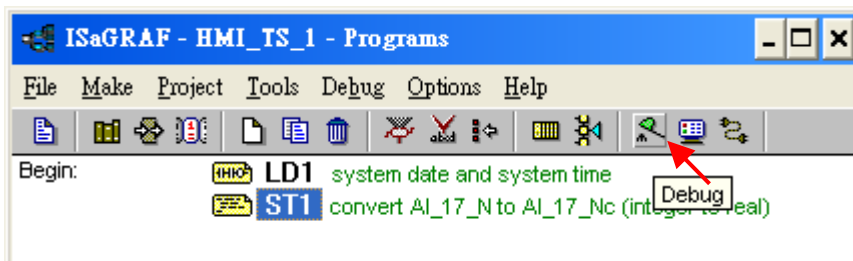 ISaGRAF - HMI_TS_1 - Programs
File Make Project Tools Debug Options Help
Begin: LD1 system date and system time
Debug
ST1 convert AI_17_N to AI_17_Nc (integer to real)